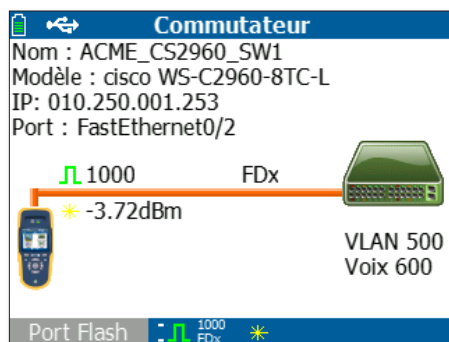 Commutateur
Nom : ACME_CS2960_SW1
Modèle : cisco WS-C2960-8TC-L
IP: 010.250.001.253
Port : FastEthernet0/2
1000 FDx
-3.72dBm
VLAN 500
Voix 600
Port Flash 1000 FDx